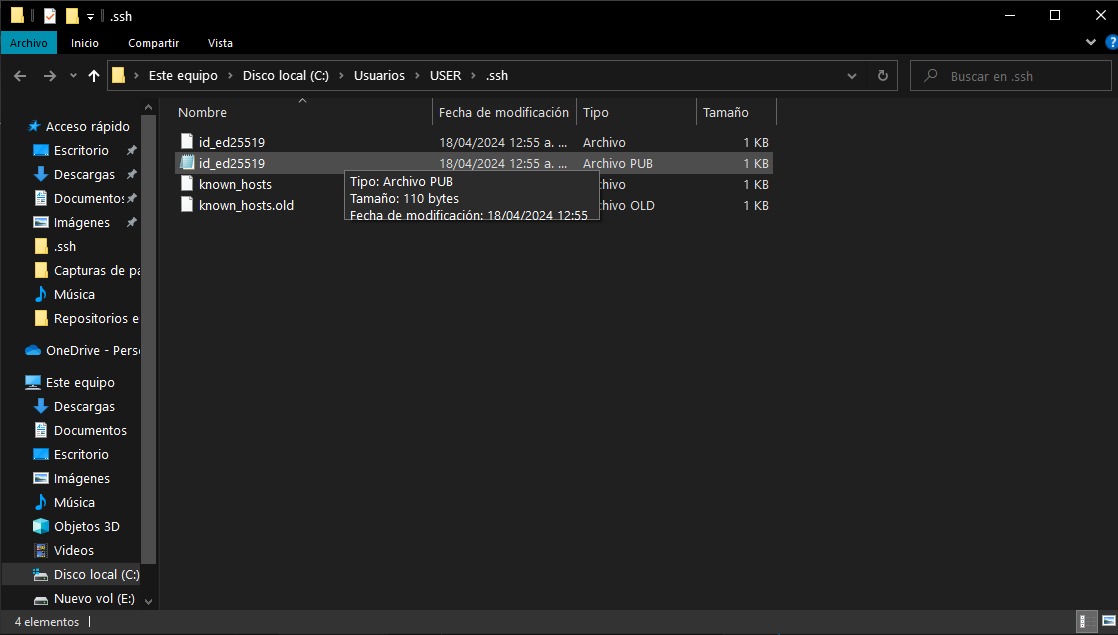 .ssh
Archivo Inicio Compartir Vista
Este equipo Disco local (C:) Usuarios USER .ssh
Buscar en .ssh
Nombre Fecha de modificación Tipo Tamaño
id_ed25519 18/04/2024 12:55 a. ... Archivo 1 KB
id_ed25519 18/04/2024 12:55 a. ... Archivo PUB 1 KB
known_hosts chivo 1 KB
known_hosts.old chivo OLD 1 KB
Tipo: Archivo PUB
Tamaño: 110 bytes
Fecha de modificación: 18/04/2024 12:55
Acceso rápido
Escritorio
Descargas
Documentos
Imágenes
.ssh
Capturas de pa
Música
Repositorios e
OneDrive - Pers
Este equipo
Descargas
Documentos
Escritorio
Imágenes
Música
Objetos 3D
Videos
Disco local (C:)
Nuevo vol (E:)
4 elementos